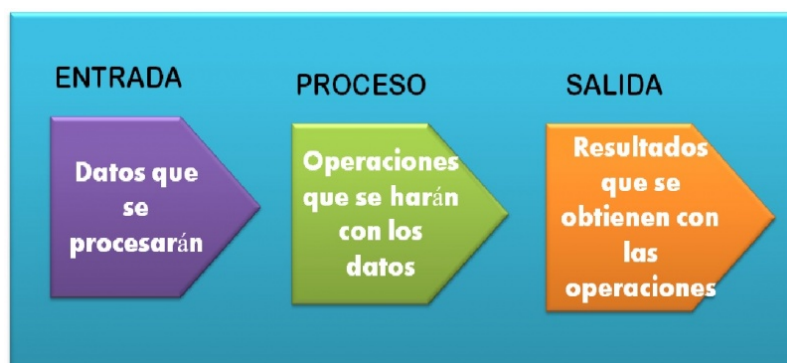 ENTRADA
Datos que
se
procesarán
PROCESO
Operaciones
que se harán
con los
datos
SALIDA
Resultados
que se
obtienen con
las
operaciones